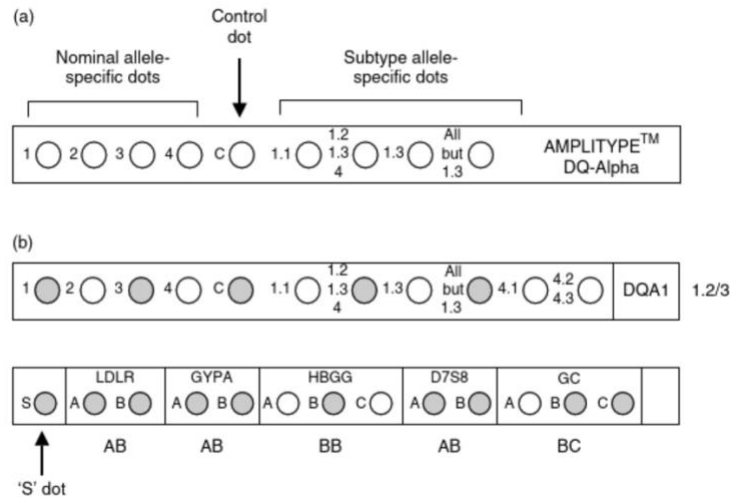 (a)
Control
dot
Nominal allele-
specific dots
Subtype allele-
specific dots
1 2 3 4 C 1.1 1.2 1.3 4 1.3 All but 1.3
AMPLITYPE™
DQ-Alpha
(b)
1 2 3 4 C 1.1 1.2 1.3 4 1.3 All but 1.3 4.1 4.2 4.3 DQA1 1.2/3
LDLR GYPA HBGG D7S8 GC
S A B A B A B C A B A B C
AB AB BB AB BC
'S' dot